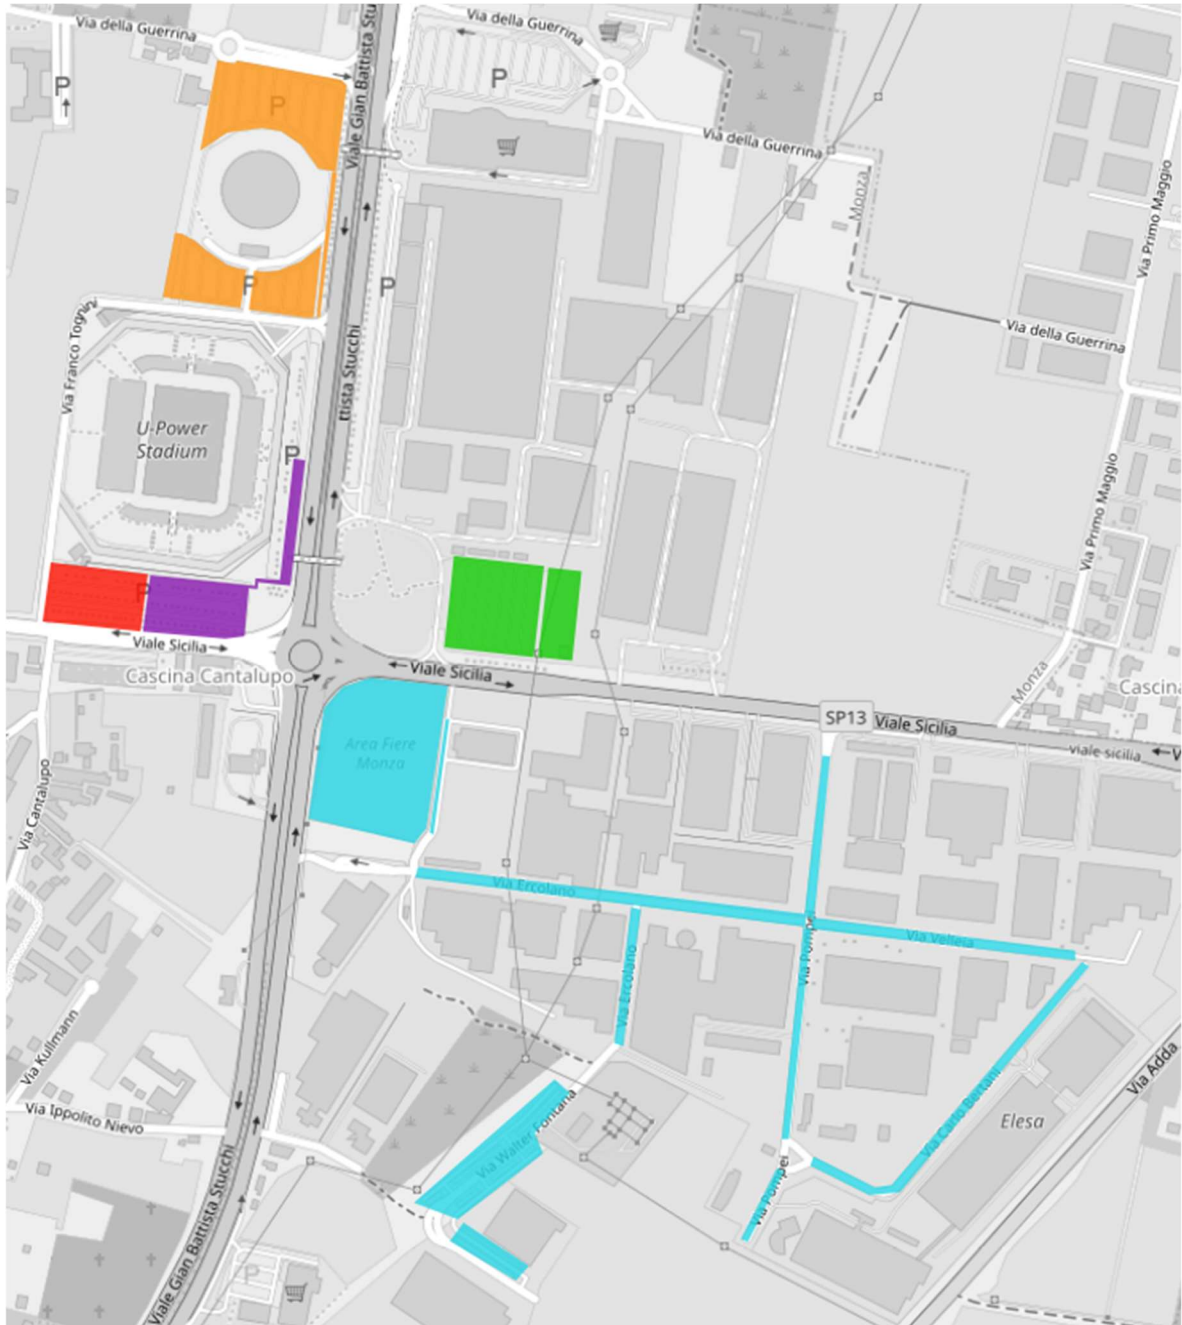 Via della Guerrina
Via della Guerrina
Viale Gian Battista Stu
P
P
P
Via della Guerrina
Monza
Via Primo Maggio
P
P
Via Franco Tognini
ttista Stucchi
Via della Guerrina
U-Power
Stadium
P
Via Primo Maggio
P
Viale Sicilia
Cascina Cantalupo
Viale Sicilia
Monza
Cascina
SP13
Viale Sicilia
viale sicilia
V
Area Fiere
Monza
Via Cantalupo
Via Ercolano
Via Pompei
Via Velleia
Via Ercolano
Via Kullmann
Via Ippolito Nievo
Via Walter Fontana
Via Carlo Bertani
Elesa
Via Adda
Via Pompei
Viale Gian Battista Stucchi
P